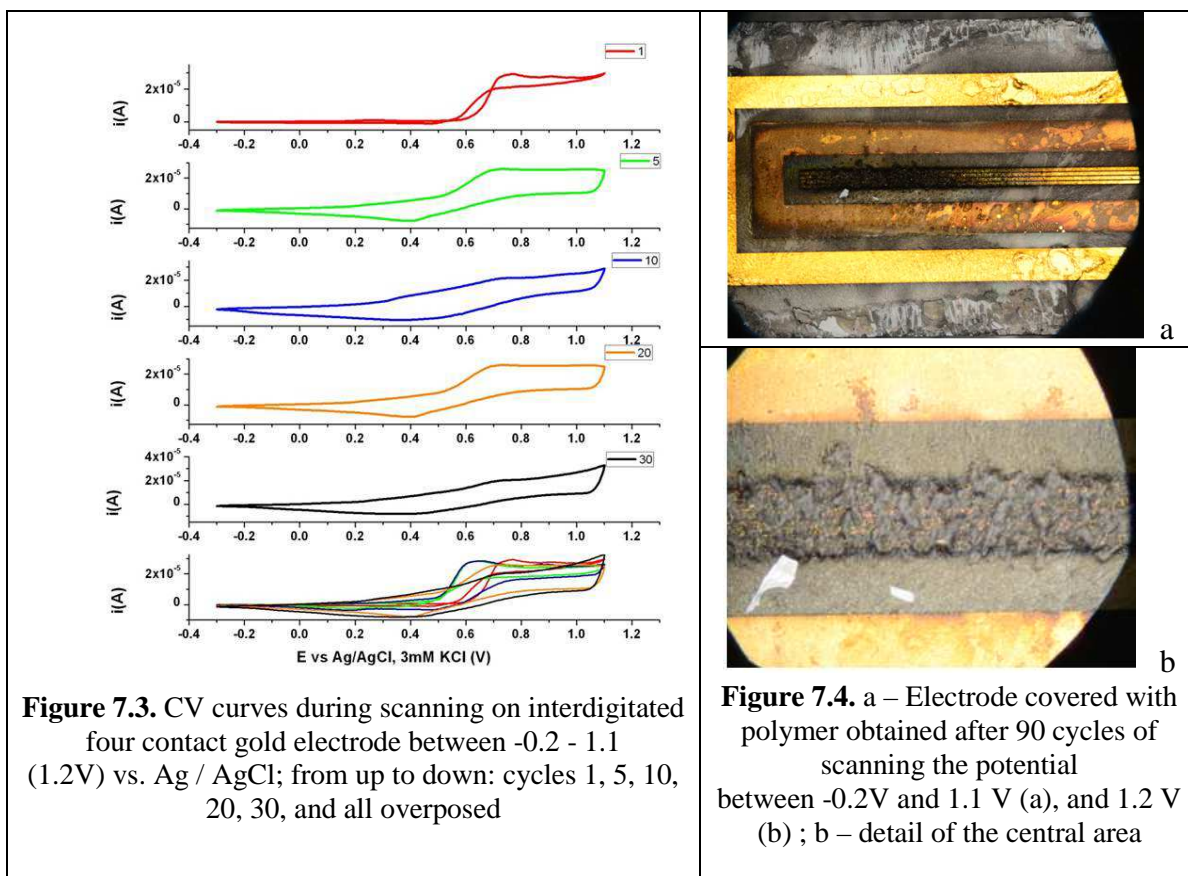 1
i(A)
2x10⁻⁵
0
-0.4 -0.2 0.0 0.2 0.4 0.6 0.8 1.0 1.2
5
i(A)
2x10⁻⁵
0
-0.4 -0.2 0.0 0.2 0.4 0.6 0.8 1.0 1.2
10
i(A)
2x10⁻⁵
0
-0.4 -0.2 0.0 0.2 0.4 0.6 0.8 1.0 1.2
20
i(A)
2x10⁻⁵
0
-0.4 -0.2 0.0 0.2 0.4 0.6 0.8 1.0 1.2
30
i(A)
4x10⁻⁵
2x10⁻⁵
0
-0.4 -0.2 0.0 0.2 0.4 0.6 0.8 1.0 1.2
i(A)
2x10⁻⁵
0
-0.4 -0.2 0.0 0.2 0.4 0.6 0.8 1.0 1.2
E vs Ag/AgCl, 3mM KCl (V)
Figure 7.3. CV curves during scanning on interdigitated
four contact gold electrode between -0.2 - 1.1
(1.2V) vs. Ag / AgCl; from up to down: cycles 1, 5, 10,
20, 30, and all overposed
a
b
Figure 7.4. a – Electrode covered with
polymer obtained after 90 cycles of
scanning the potential
between -0.2V and 1.1 V (a), and 1.2 V
(b) ; b – detail of the central area